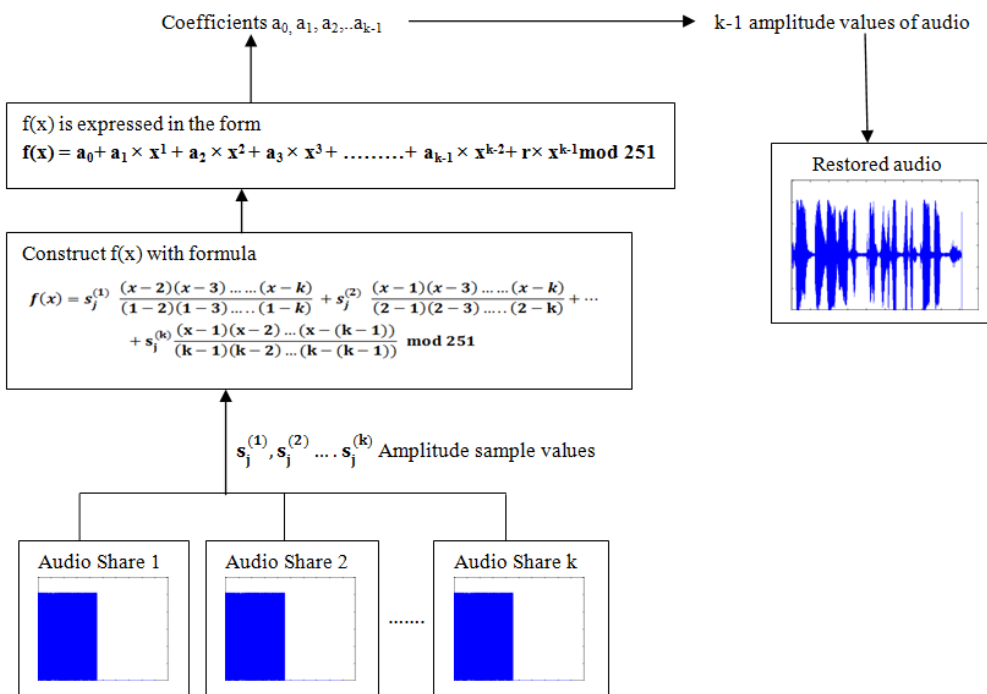 Coefficients a₀, a₁, a₂,..aₖ₋₁
k-1 amplitude values of audio
f(x) is expressed in the form
f(x) = a₀+ a₁ × x¹ + a₂ × x² + a₃ × x³ + .........+ aₖ₋₁ × xᵏ⁻²+ r× xᵏ⁻¹mod 251
Restored audio
Construct f(x) with formula
f(x) = sⱼ⁽¹⁾ (x−2)(x−3) …… (x−k) / (1−2)(1−3) ….. (1−k) + sⱼ⁽²⁾ (x−1)(x−3) …… (x−k) / (2−1)(2−3) ….. (2−k) + ⋯
+ sⱼ⁽ᵏ⁾ (x−1)(x−2) … (x−(k−1)) / (k−1)(k−2) … (k−(k−1)) mod 251
sⱼ⁽¹⁾, sⱼ⁽²⁾ …. sⱼ⁽ᵏ⁾ Amplitude sample values
Audio Share 1
Audio Share 2
.......
Audio Share k